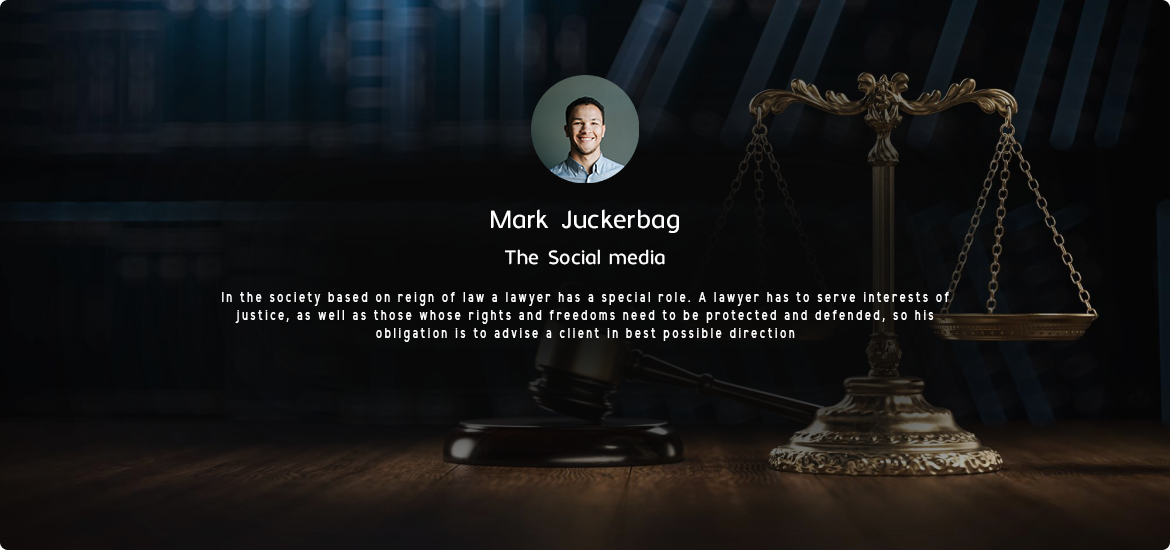 Mark Juckerbag
The Social media
In the society based on reign of law a lawyer has a special role. A lawyer has to serve interests of
justice, as well as those whose rights and freedoms need to be protected and defended, so his
obligation is to advise a client in best possible direction